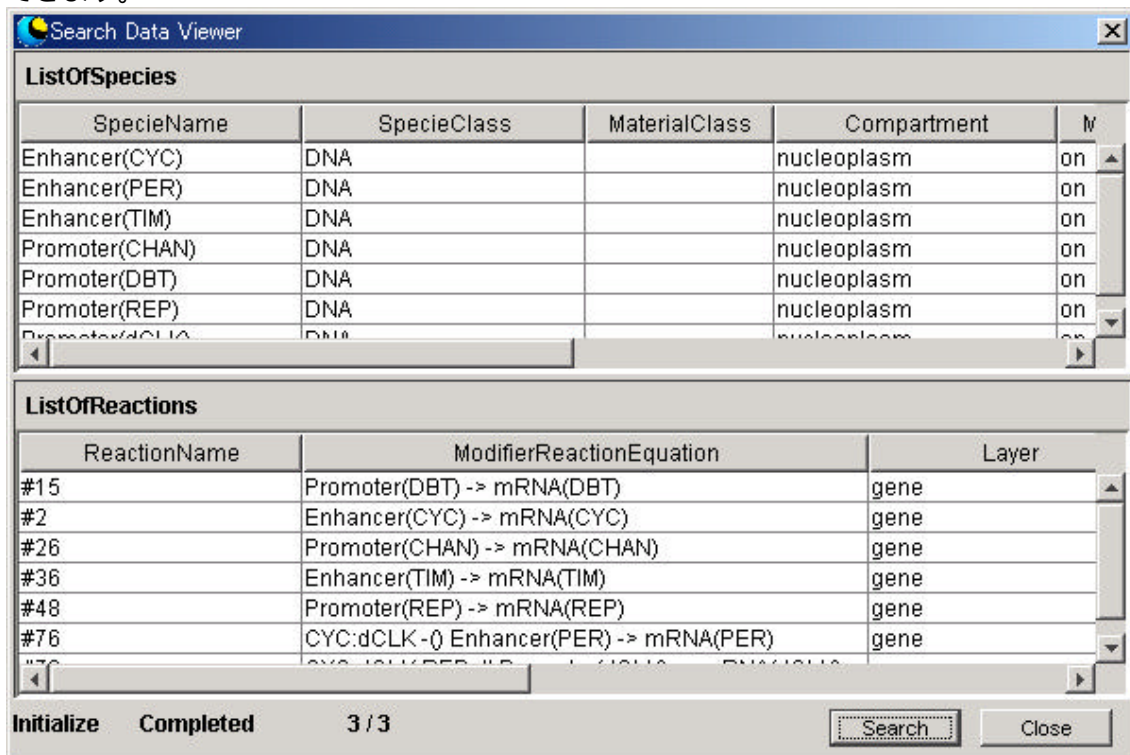 できます。
Search Data Viewer
ListOfSpecies
SpecieName SpecieClass MaterialClass Compartment
Enhancer(CYC) DNA nucleoplasm on
Enhancer(PER) DNA nucleoplasm on
Enhancer(TIM) DNA nucleoplasm on
Promoter(CHAN) DNA nucleoplasm on
Promoter(DBT) DNA nucleoplasm on
Promoter(REP) DNA nucleoplasm on
ListOfReactions
ReactionName ModifierReactionEquation Layer
#15 Promoter(DBT) -> mRNA(DBT) gene
#2 Enhancer(CYC) -> mRNA(CYC) gene
#26 Promoter(CHAN) -> mRNA(CHAN) gene
#36 Enhancer(TIM) -> mRNA(TIM) gene
#48 Promoter(REP) -> mRNA(REP) gene
#76 CYC:dCLK -() Enhancer(PER) -> mRNA(PER) gene
Initialize Completed 3 / 3 Search Close